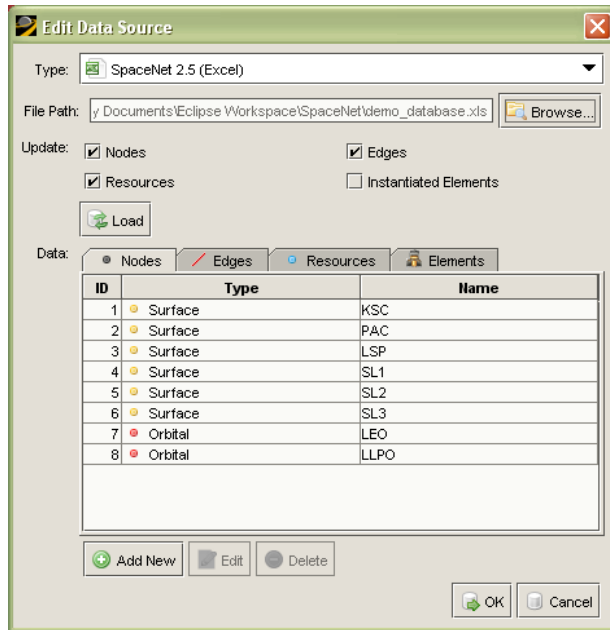 Edit Data Source
Type: SpaceNet 2.5 (Excel)
File Path: y Documents\Eclipse Workspace\SpaceNet\demo_database.xls Browse...
Update: Nodes Edges
Resources Instantiated Elements
Load
Data: Nodes Edges Resources Elements
ID Type Name
1 Surface KSC
2 Surface PAC
3 Surface LSP
4 Surface SL1
5 Surface SL2
6 Surface SL3
7 Orbital LEO
8 Orbital LLPO
Add New Edit Delete
OK Cancel